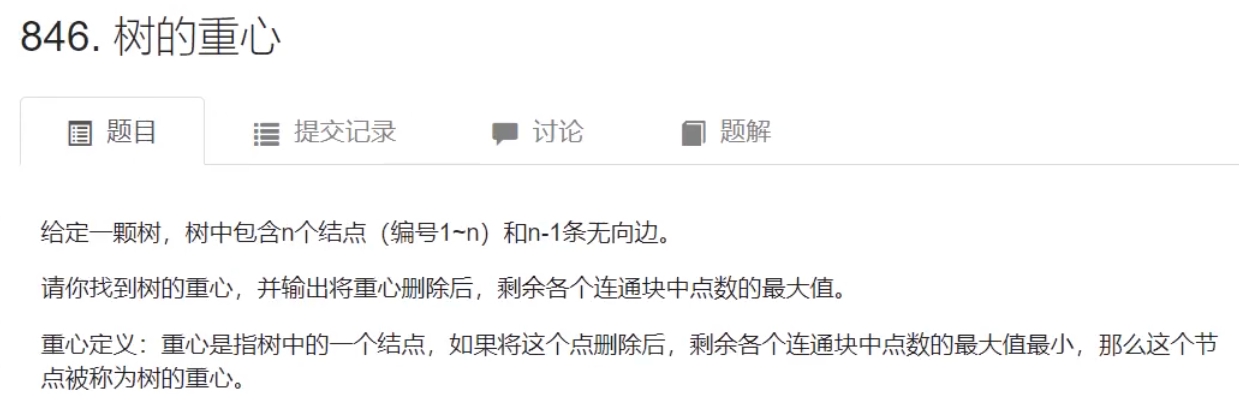 846. 树的重心
题目 提交记录 讨论 题解
给定一颗树，树中包含n个结点（编号1~n）和n-1条无向边。
请你找到树的重心，并输出将重心删除后，剩余各个连通块中点数的最大值。
重心定义：重心是指树中的一个结点，如果将这个点删除后，剩余各个连通块中点数的最大值最小，那么这个节
点被称为树的重心。